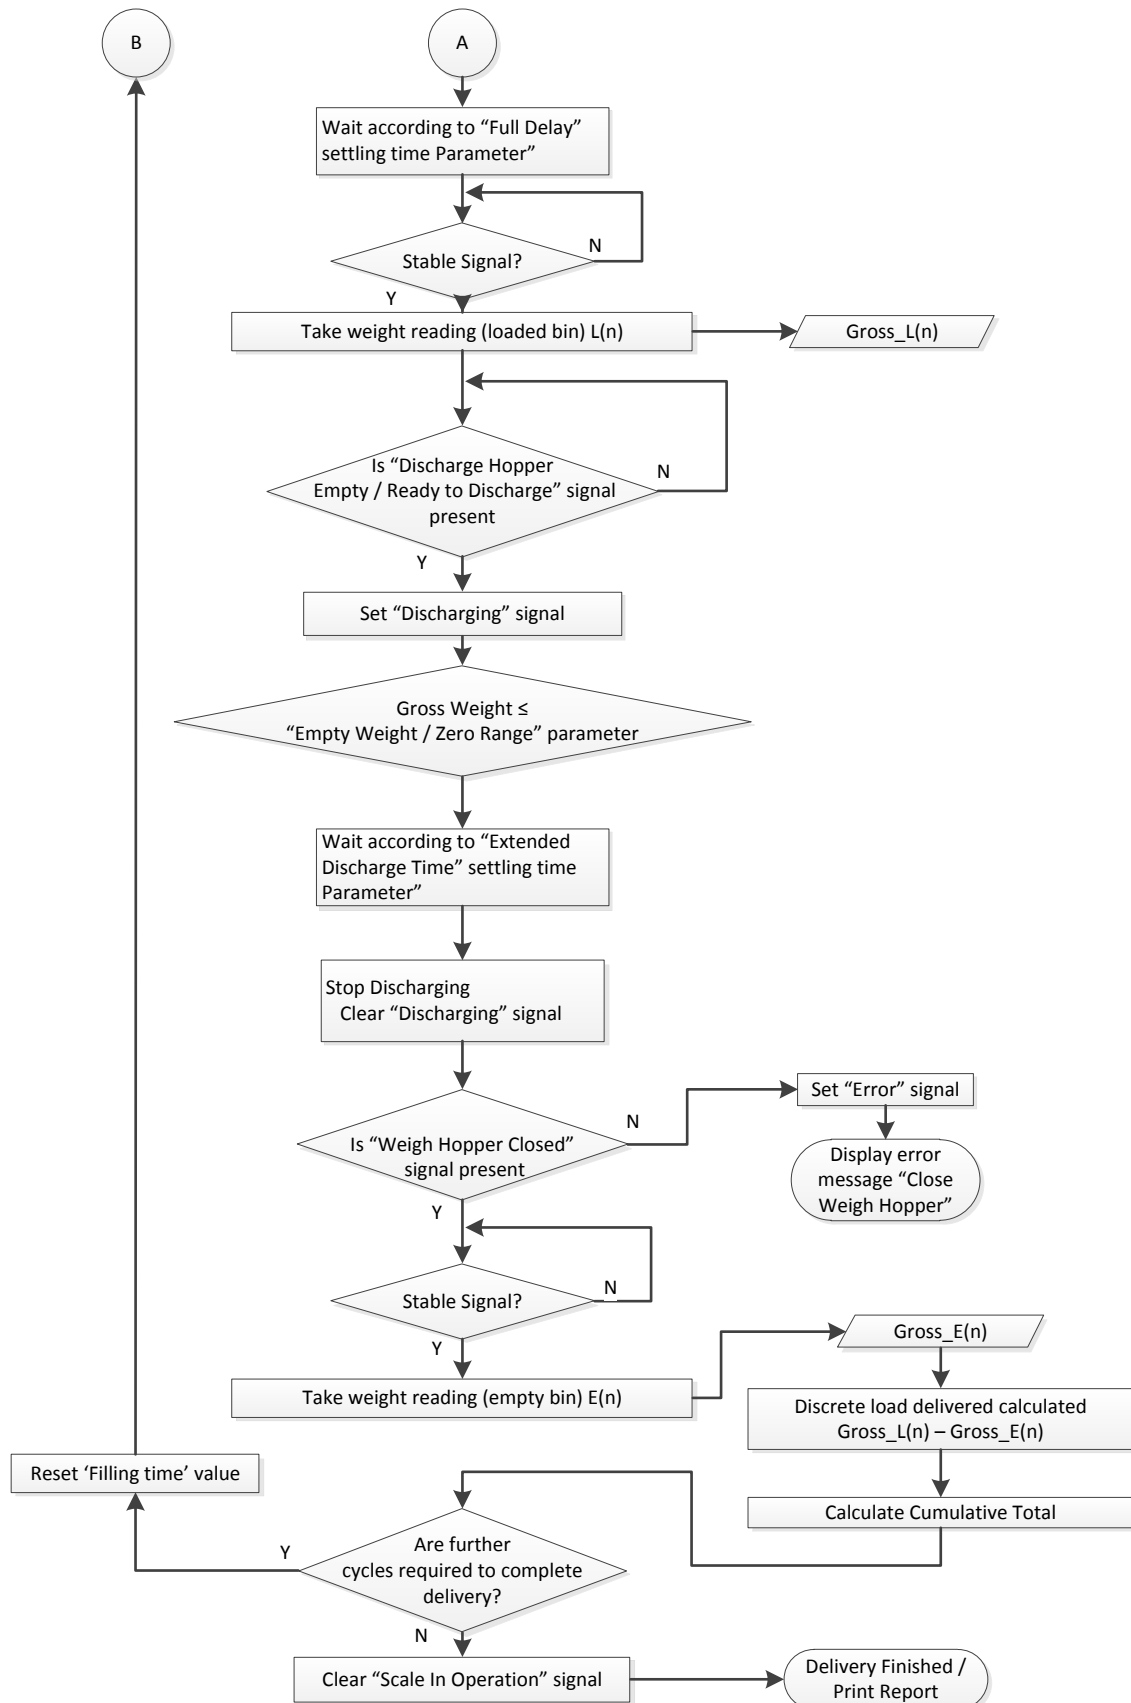 B
A
Wait according to “Full Delay”
settling time Parameter”
Stable Signal?
N
Y
Take weight reading (loaded bin) L(n)
Gross_L(n)
Is “Discharge Hopper
Empty / Ready to Discharge” signal
present
N
Y
Set “Discharging” signal
Gross Weight ≤
“Empty Weight / Zero Range” parameter
Wait according to “Extended
Discharge Time” settling time
Parameter”
Stop Discharging
Clear “Discharging” signal
Is “Weigh Hopper Closed”
signal present
N
Set “Error” signal
Display error
message “Close
Weigh Hopper”
Y
Stable Signal?
N
Y
Take weight reading (empty bin) E(n)
Gross_E(n)
Discrete load delivered calculated
Gross_L(n) – Gross_E(n)
Calculate Cumulative Total
Reset ‘Filling time’ value
Are further
cycles required to complete
delivery?
Y
N
Clear “Scale In Operation” signal
Delivery Finished /
Print Report